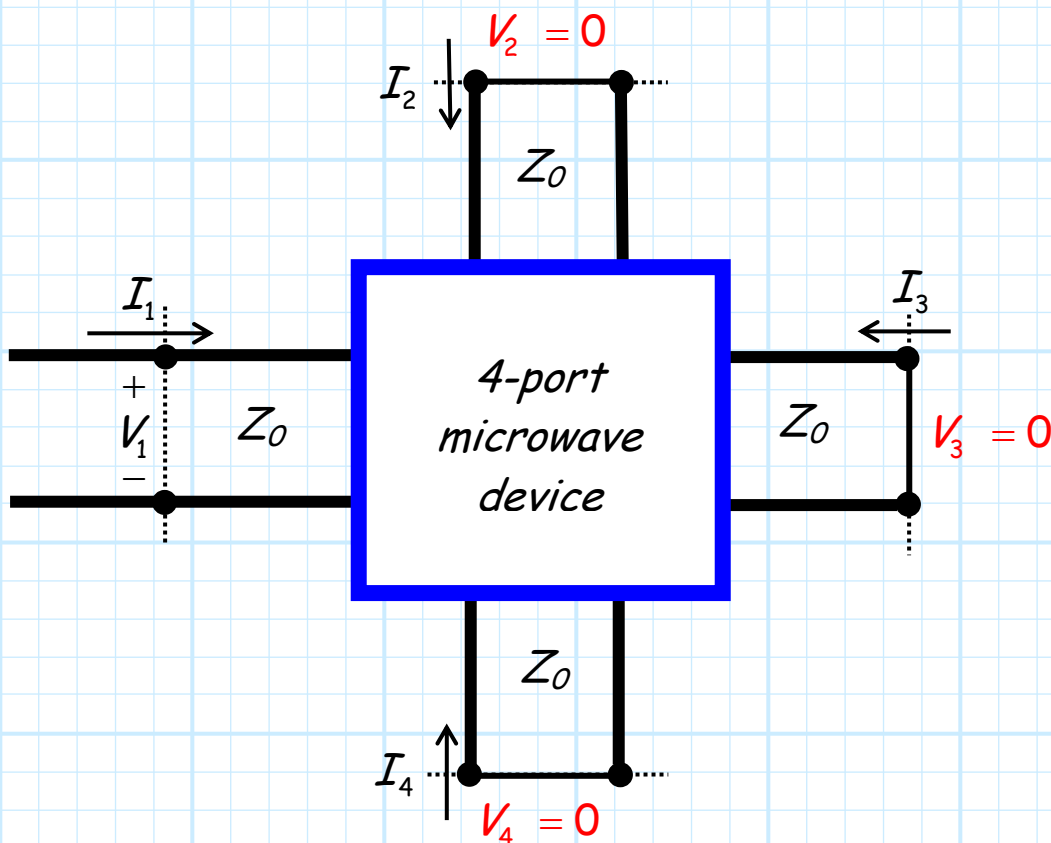 V₂ = 0
I₂
Z₀
I₁
I₃
+
V₁
−
Z₀
4-port
microwave
device
Z₀
V₃ = 0
Z₀
I₄
V₄ = 0